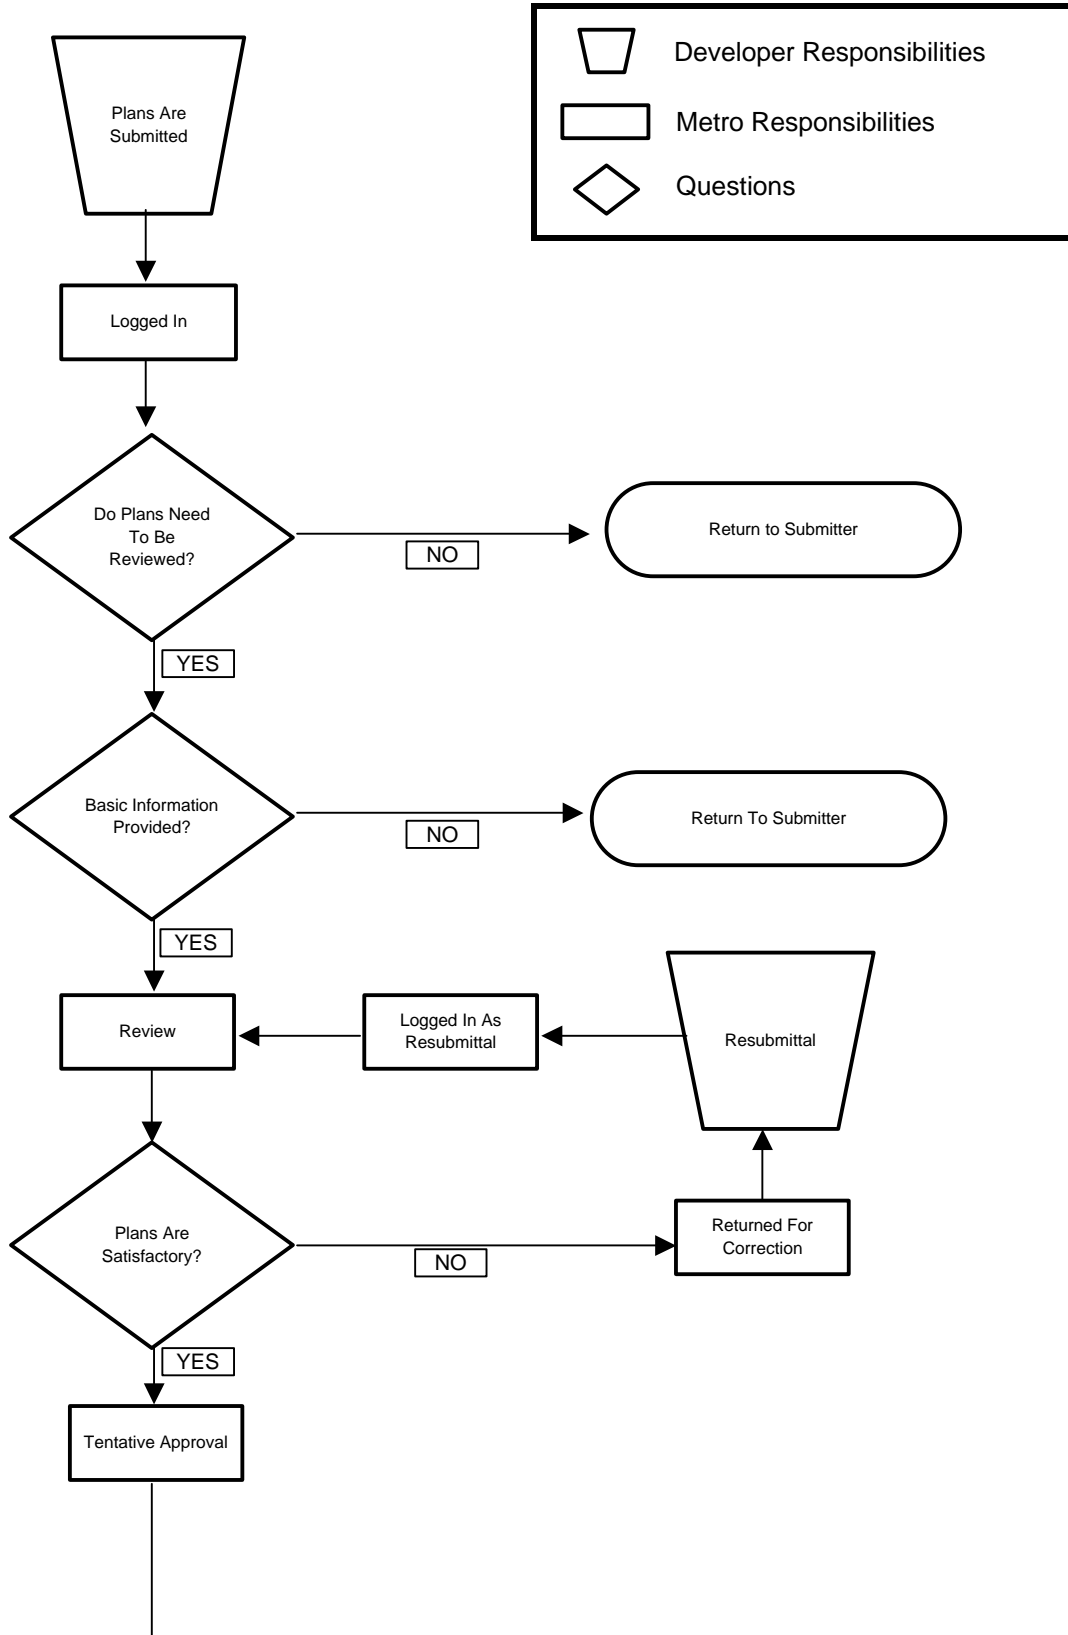 Developer Responsibilities
Metro Responsibilities
Questions
Plans Are
Submitted
Logged In
Do Plans Need
To Be
Reviewed?
NO
Return to Submitter
YES
Basic Information
Provided?
NO
Return To Submitter
YES
Review
Logged In As
Resubmittal
Resubmittal
Plans Are
Satisfactory?
NO
Returned For
Correction
YES
Tentative Approval